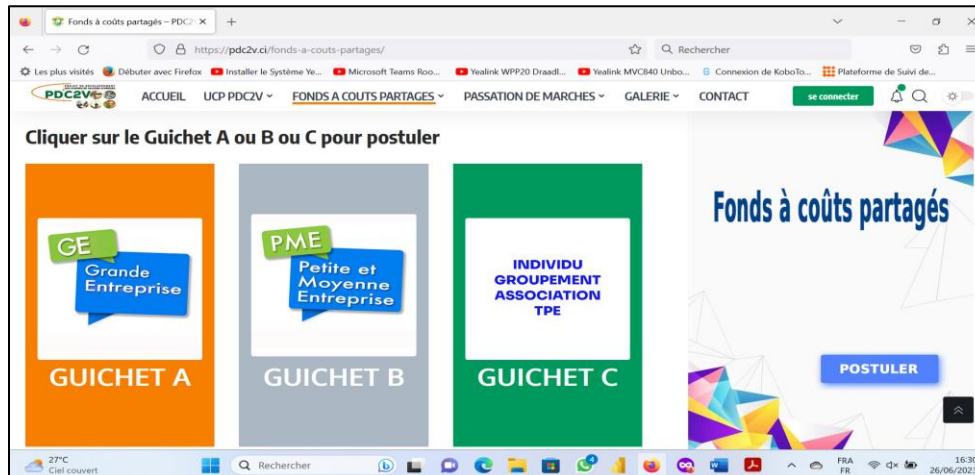 Fonds à coûts partagés – PDC2
https://pdc2v.ci/fonds-a-couts-partages/
Rechercher
Les plus visités
Débuter avec Firefox
Installer le Système Ye...
Microsoft Teams Roo...
Yealink WPP20 Draadl...
Yealink MVC840 Unbo...
Connexion de KoboTo...
Plateforme de Suivi de...
PDC2V
ACCUEIL
UCP PDC2V
FONDS A COUTS PARTAGES
PASSATION DE MARCHES
GALERIE
CONTACT
se connecter
Cliquer sur le Guichet A ou B ou C pour postuler
GE
Grande
Entreprise
GUICHET A
PME
Petite et
Moyenne
Entreprise
GUICHET B
INDIVIDU
GROUPEMENT
ASSOCIATION
TPE
GUICHET C
Fonds à coûts partagés
POSTULER
27°C
Ciel couvert
Rechercher
FRA
FR
16:30